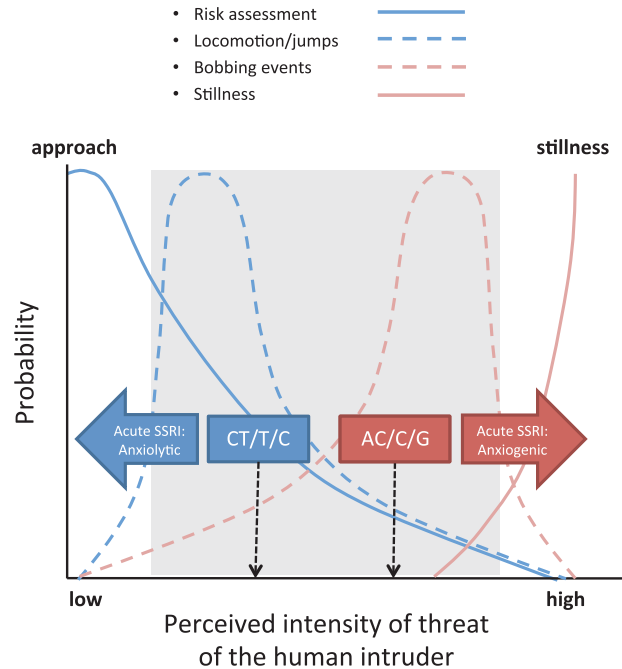 • Risk assessment
• Locomotion/jumps
• Bobbing events
• Stillness
approach
stillness
Probability
Acute SSRI:
Anxiolytic
CT/T/C
AC/C/G
Acute SSRI:
Anxiogenic
low
high
Perceived intensity of threat
of the human intruder